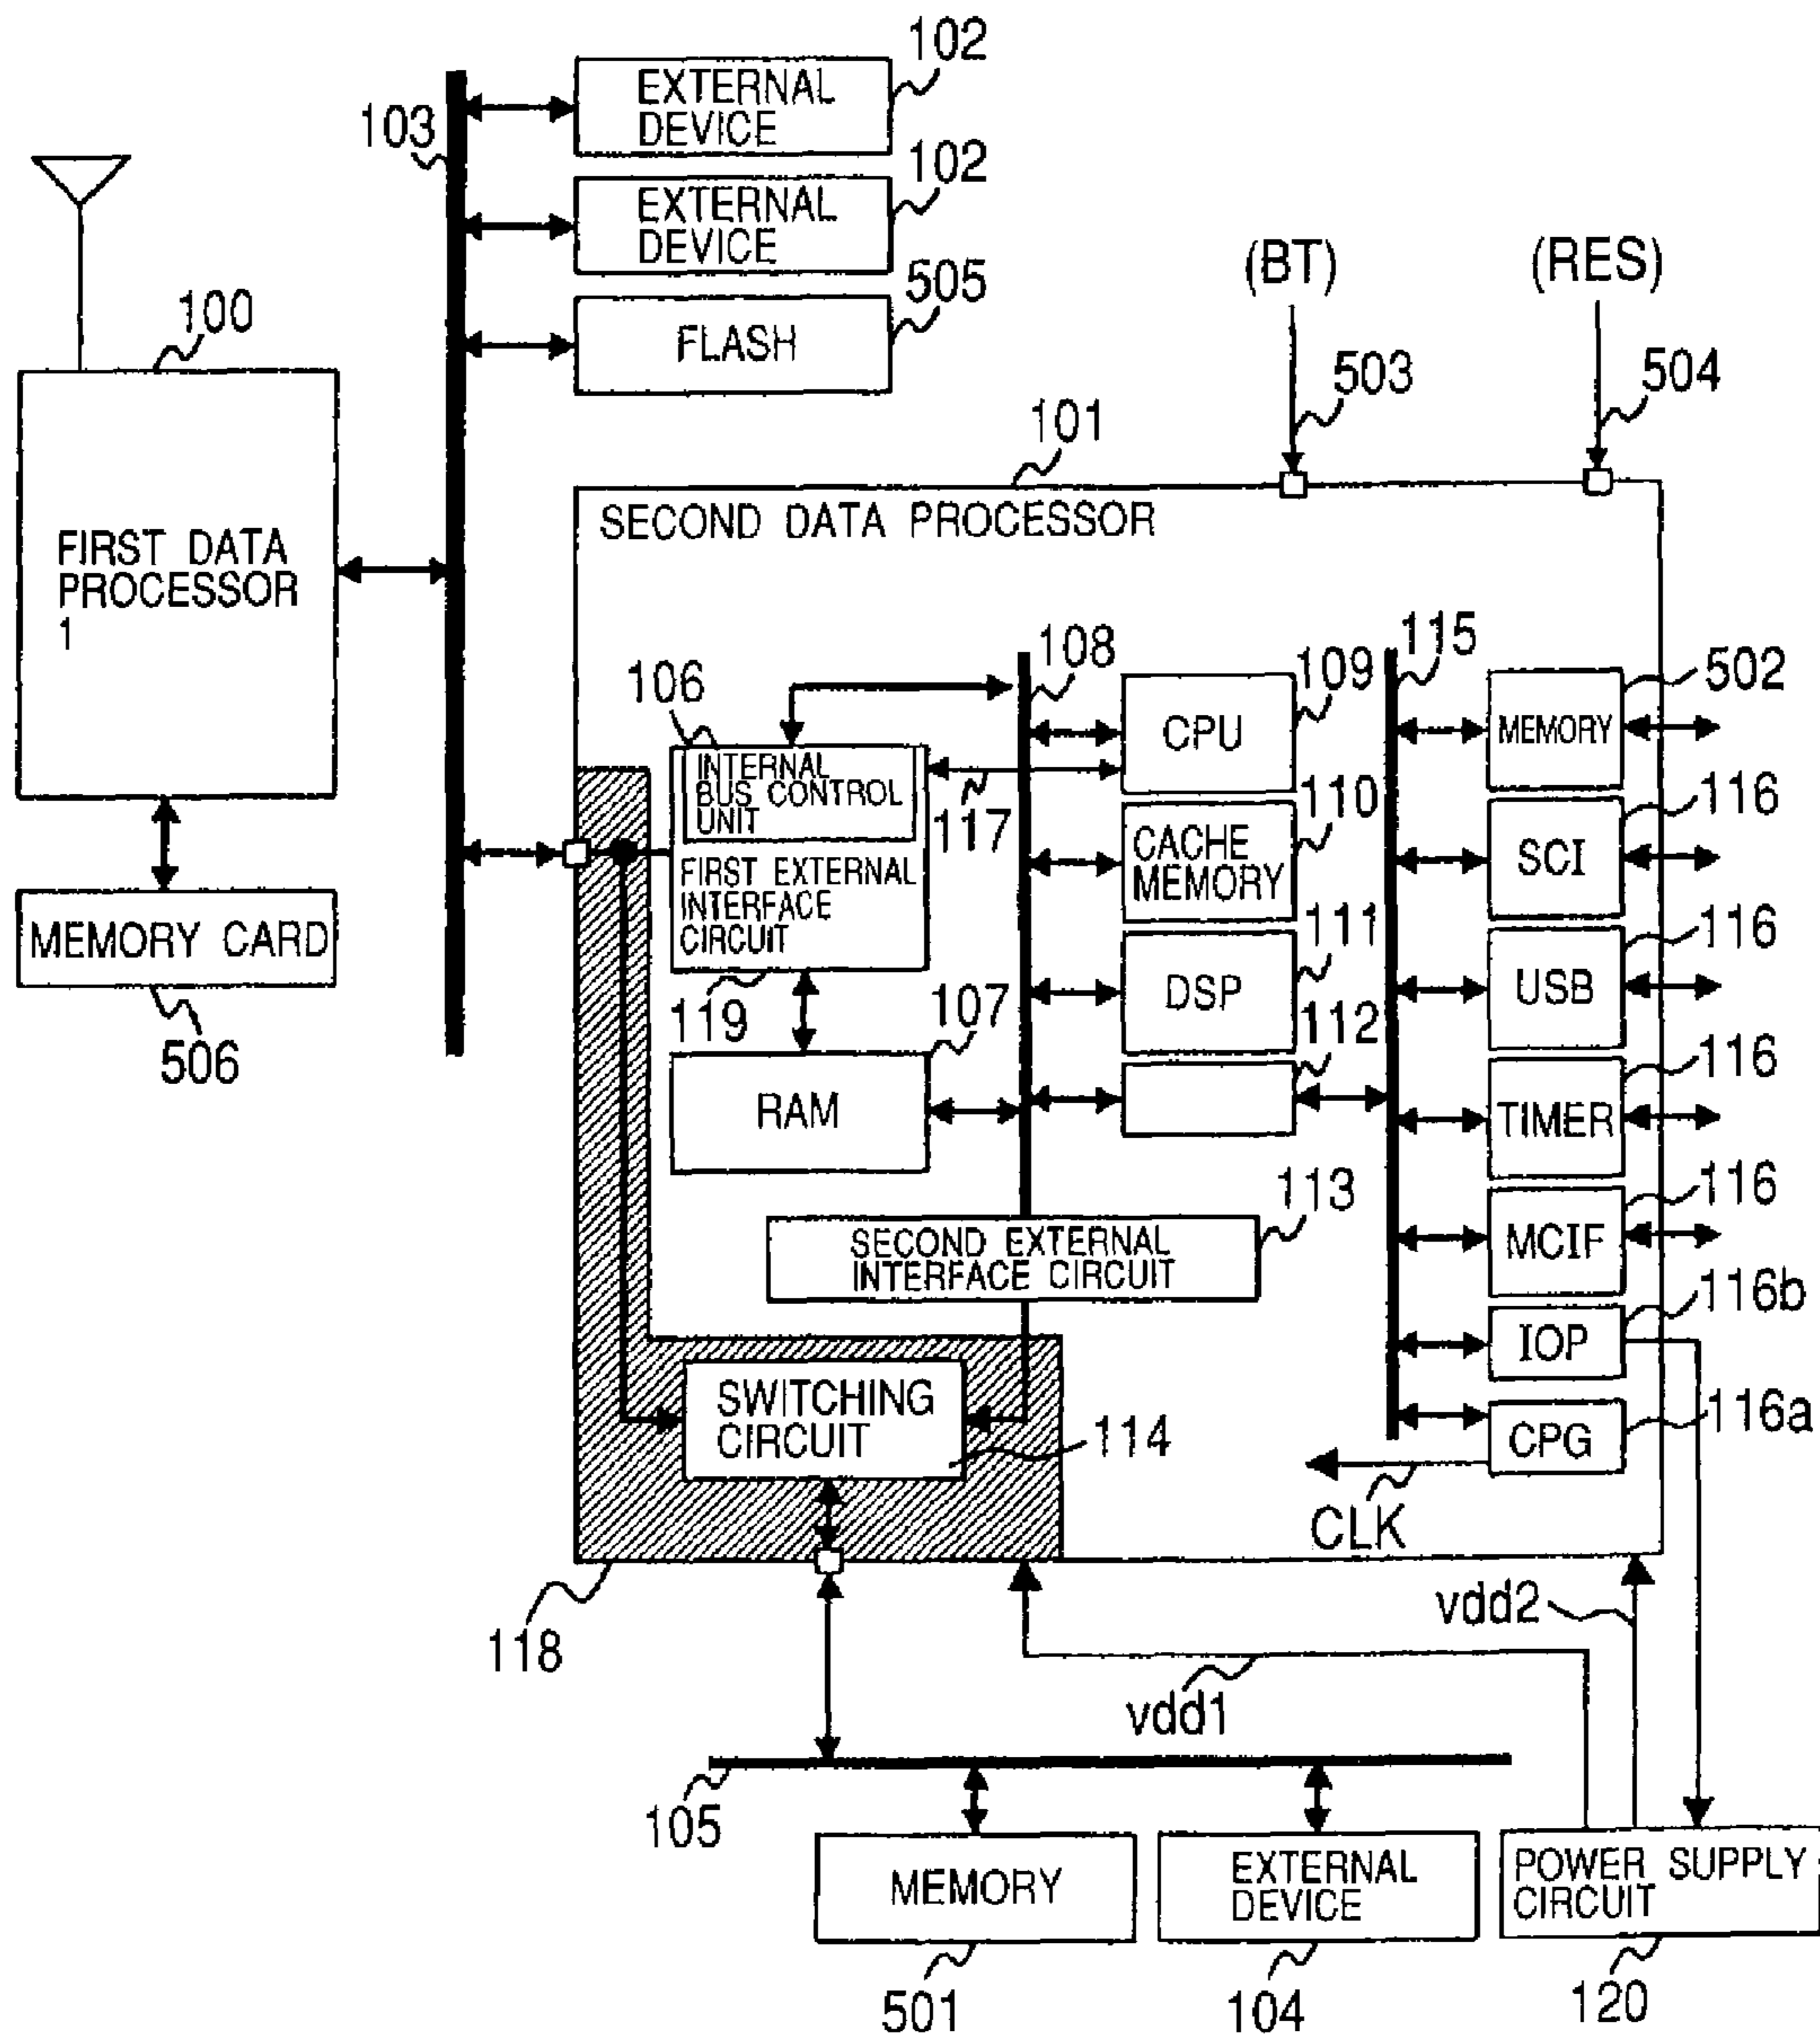 102
EXTERNAL
DEVICE
103
102
EXTERNAL
DEVICE
(BT)
(RES)
505
FLASH
100
503
504
101
FIRST DATA
PROCESSOR
1
SECOND DATA PROCESSOR
108
115
106
109
502
CPU
MEMORY
INTERNAL
BUS CONTROL
UNIT
117
110
116
CACHE
MEMORY
SCI
FIRST EXTERNAL
INTERFACE
CIRCUIT
MEMORY CARD
506
111
116
DSP
USB
119
107
112
116
RAM
TIMER
113
116
SECOND EXTERNAL
INTERFACE CIRCUIT
MCIF
116b
IOP
SWITCHING
CIRCUIT
114
116a
CPG
CLK
118
vdd2
vdd1
105
MEMORY
EXTERNAL
DEVICE
POWER SUPPLY
CIRCUIT
501
104
120